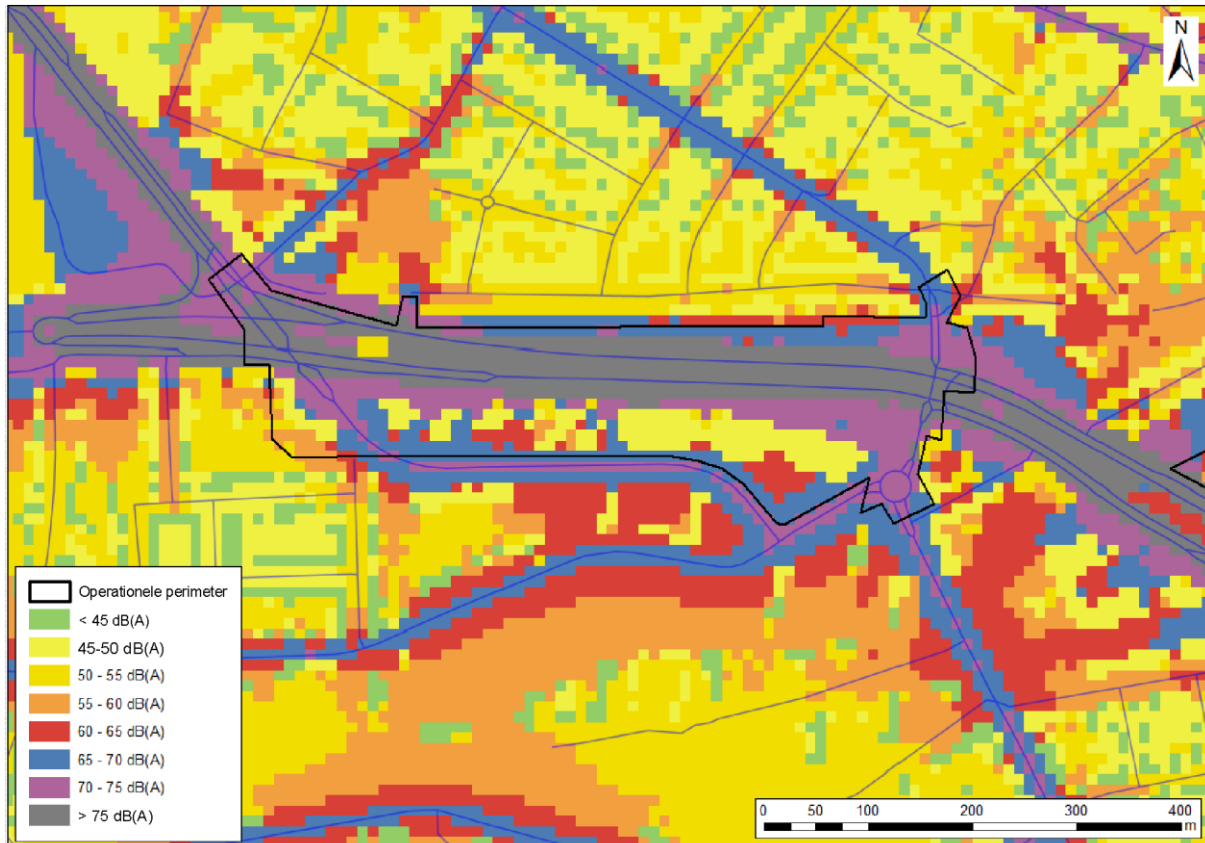 N
Operationele perimeter
< 45 dB(A)
45-50 dB(A)
50 - 55 dB(A)
55 - 60 dB(A)
60 - 65 dB(A)
65 - 70 dB(A)
70 - 75 dB(A)
> 75 dB(A)
0 50 100 200 300 400
m